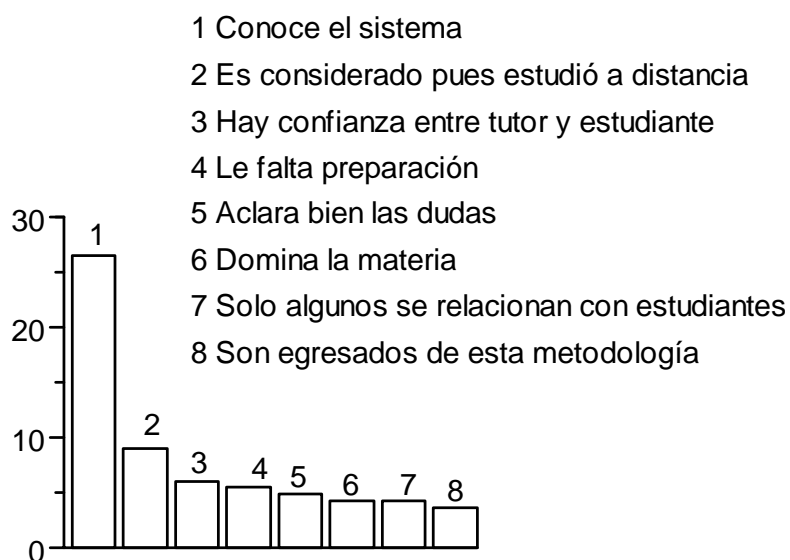 1 Conoce el sistema
2 Es considerado pues estudió a distancia
3 Hay confianza entre tutor y estudiante
4 Le falta preparación
5 Aclara bien las dudas
6 Domina la materia
7 Solo algunos se relacionan con estudiantes
8 Son egresados de esta metodología
30
20
10
0
1
2
3
4
5
6
7
8